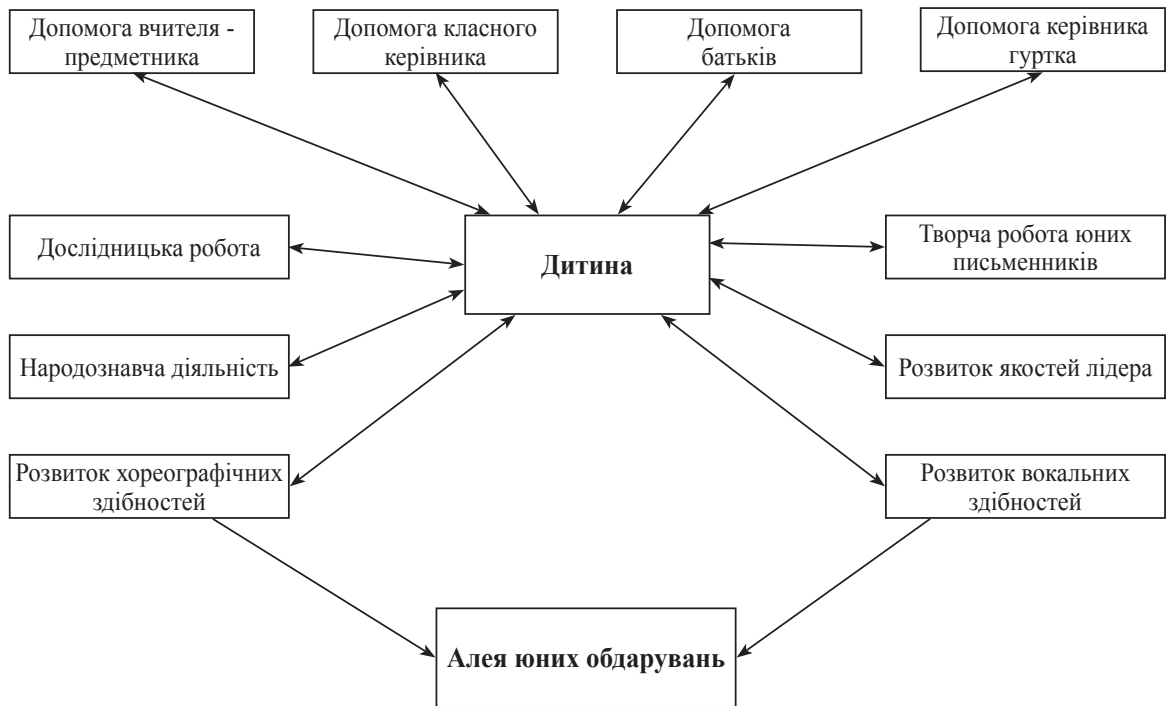 Допомога вчителя -
предметника
Допомога класного
керівника
Допомога
батьків
Допомога керівника
гуртка
Дослідницька робота
Дитина
Творча робота юних
письменників
Народознавча діяльність
Розвиток якостей лідера
Розвиток хореографічних
здібностей
Розвиток вокальних
здібностей
Алея юних обдарувань